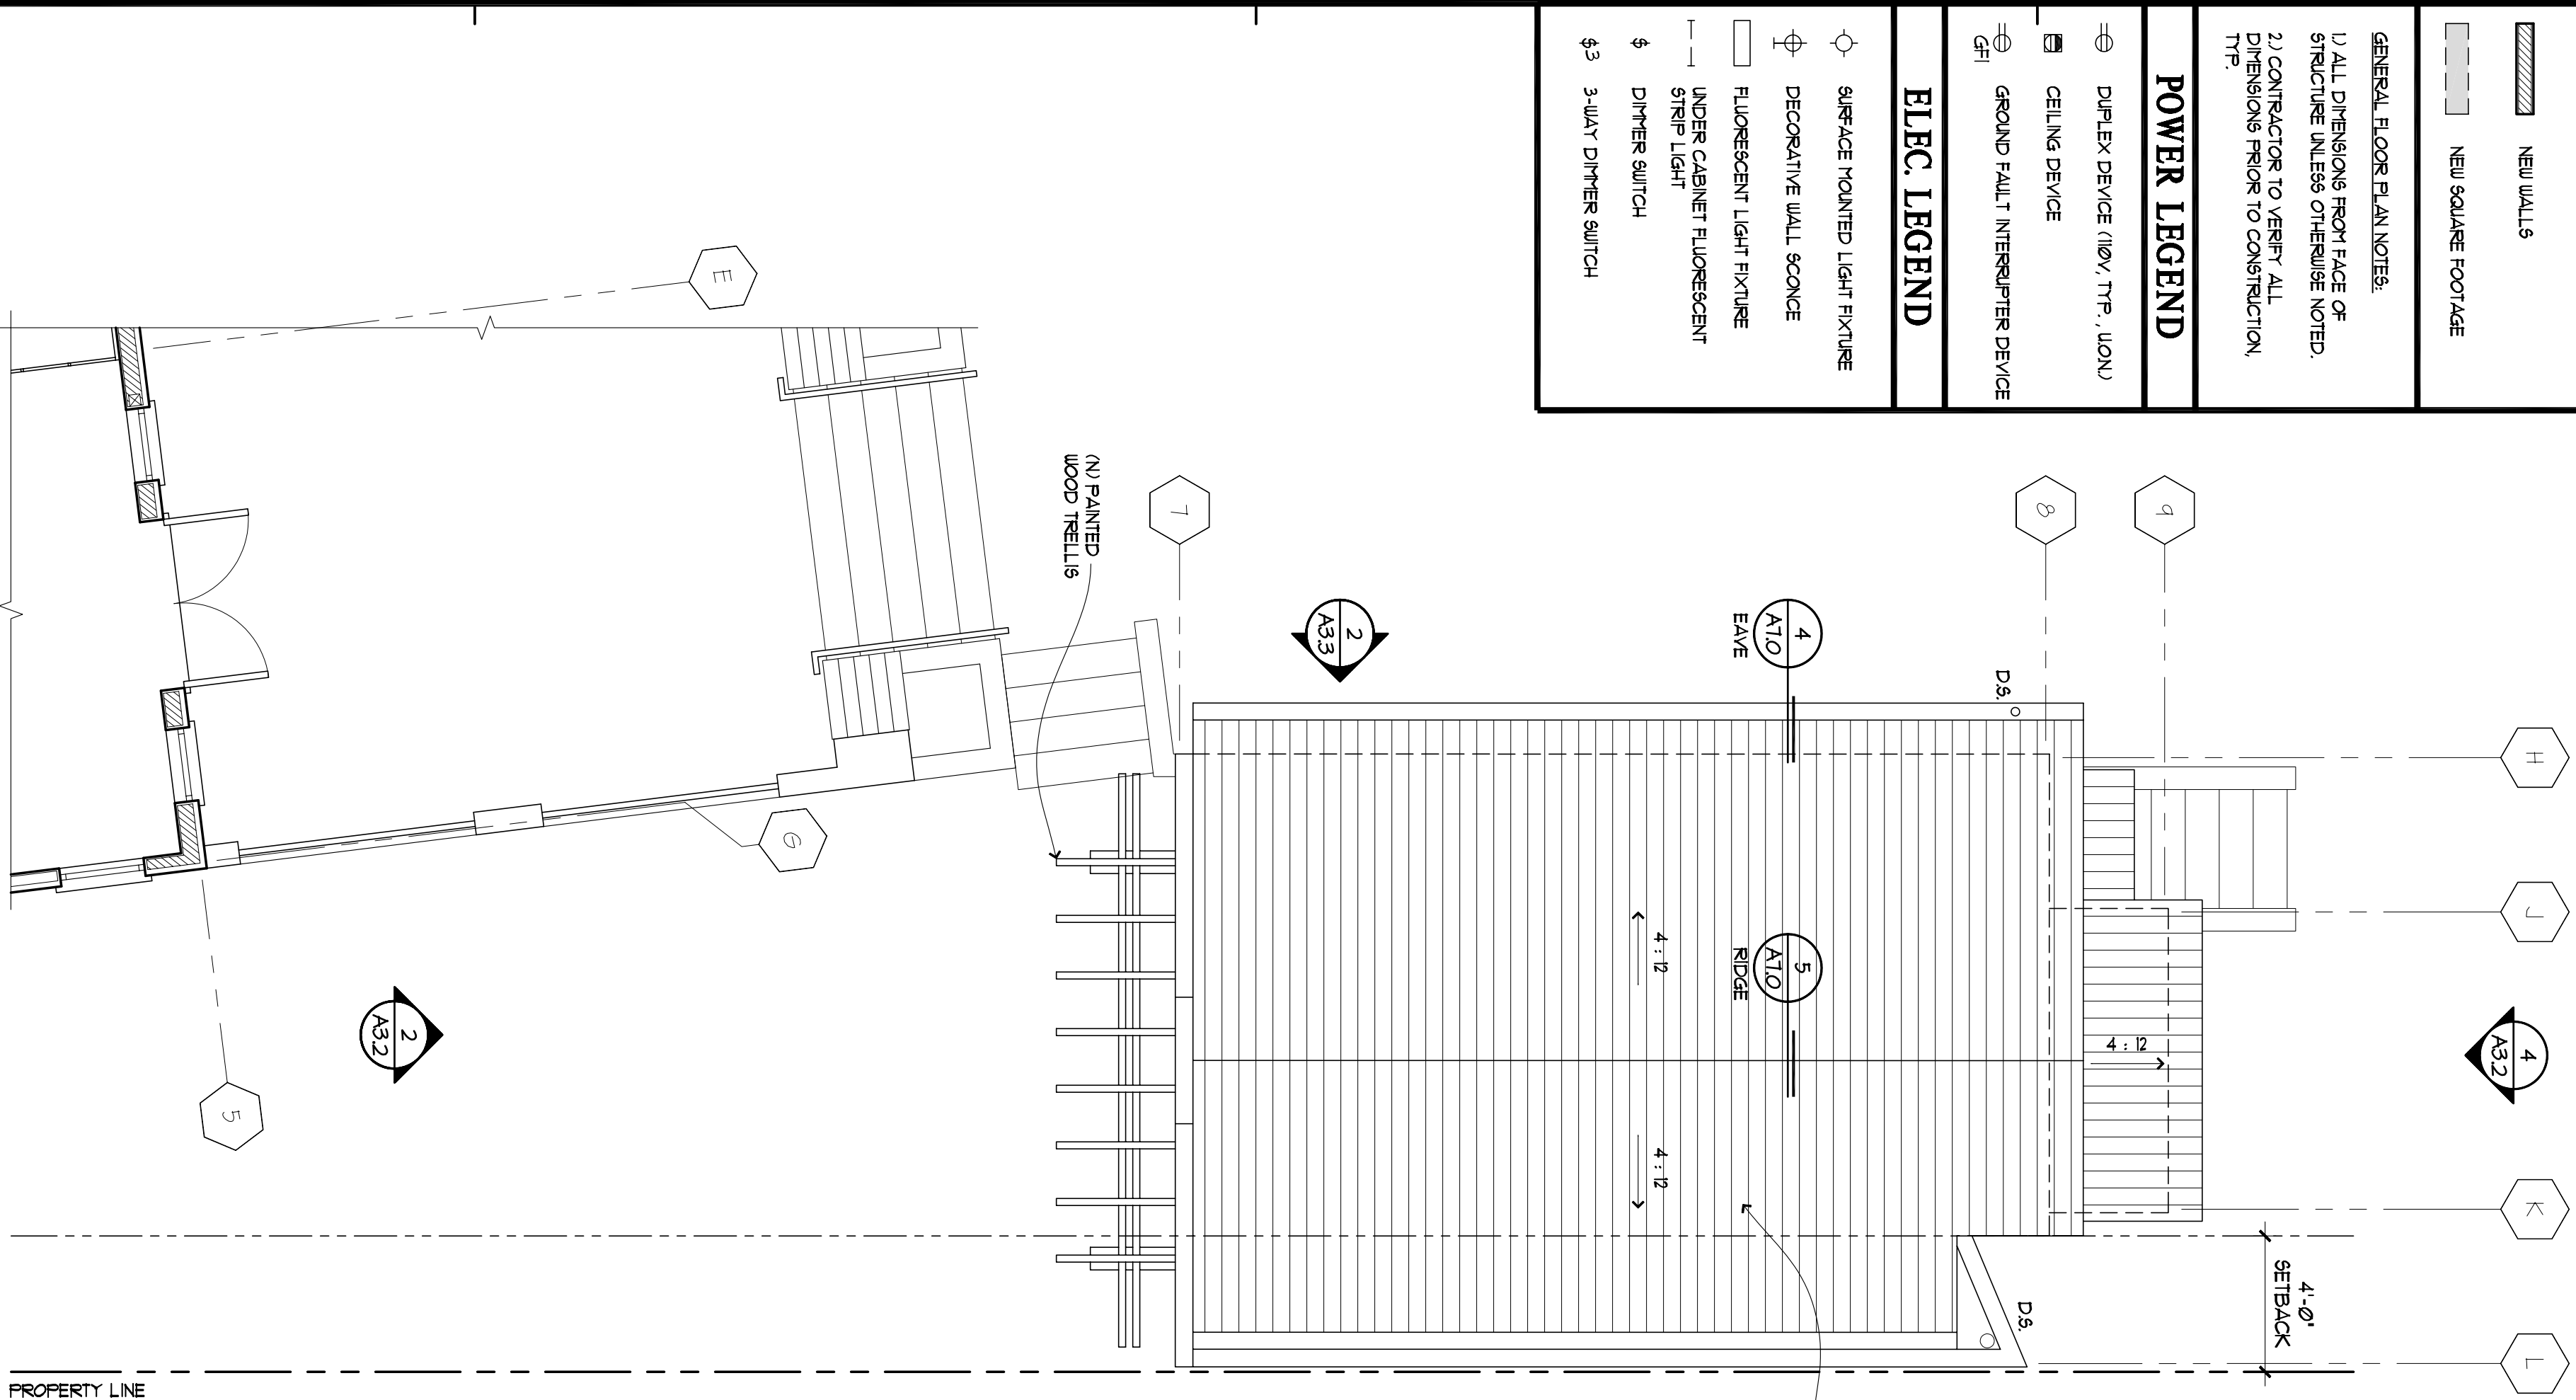 NEW WALLS
NEW SQUARE FOOTAGE
GENERAL FLOOR PLAN NOTES:
1.) ALL DIMENSIONS FROM FACE OF
STRUCTURE UNLESS OTHERWISE NOTED.
2.) CONTRACTOR TO VERIFY ALL
DIMENSIONS PRIOR TO CONSTRUCTION,
TYP.
POWER LEGEND
DUPLEX DEVICE (110V, TYP., U.O.N.)
CEILING DEVICE
GFI GROUND FAULT INTERRUPTER DEVICE
ELEC. LEGEND
SURFACE MOUNTED LIGHT FIXTURE
DECORATIVE WALL SCONCE
FLUORESCENT LIGHT FIXTURE
UNDER CABINET FLUORESCENT
STRIP LIGHT
$ DIMMER SWITCH
$3 3-WAY DIMMER SWITCH
H
J
K
L
4
A3.2
4'-0"
SETBACK
9
8
4 : 12
D.S.
D.S.
4
A7.0
EAVE
5
A7.0
RIDGE
4 : 12
4 : 12
2
A3.3
7
(N) PAINTED
WOOD TRELLIS
E
G
2
A3.2
5
PROPERTY LINE